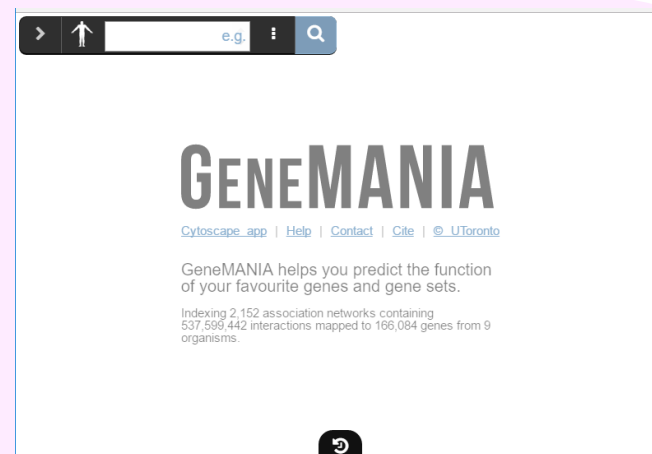 e.g.
GENEMANIA
Cytoscape app | Help | Contact | Cite | © UToronto
GeneMANIA helps you predict the function
of your favourite genes and gene sets.
Indexing 2,152 association networks containing
537,599,442 interactions mapped to 166,084 genes from 9
organisms.